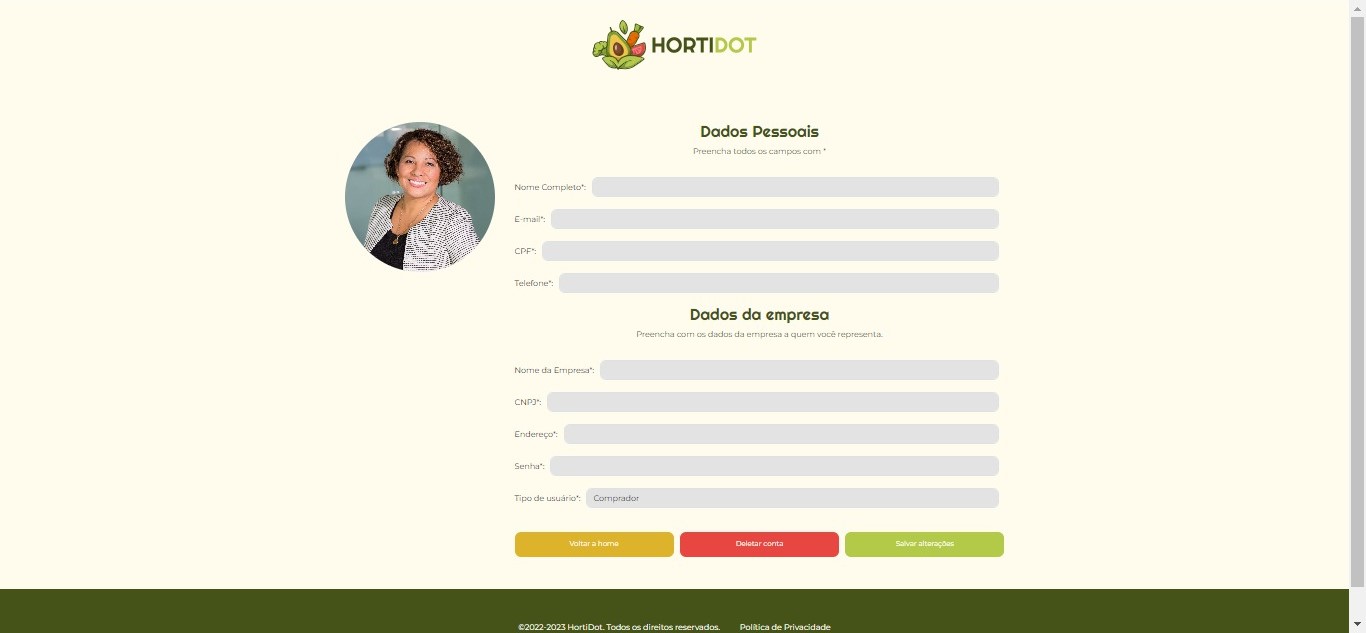 HORTIDOT
Dados Pessoais
Preencha todos os campos com *
Nome Completo*:
E-mail*:
CPF*:
Telefone*:
Dados da empresa
Preencha com os dados da empresa a quem você representa.
Nome da Empresa*:
CNPJ*:
Endereço*:
Senha*:
Tipo de usuário*: Comprador
Voltar a home Deletar conta Salvar alterações
©2022-2023 HortiDot. Todos os direitos reservados. Política de Privacidade